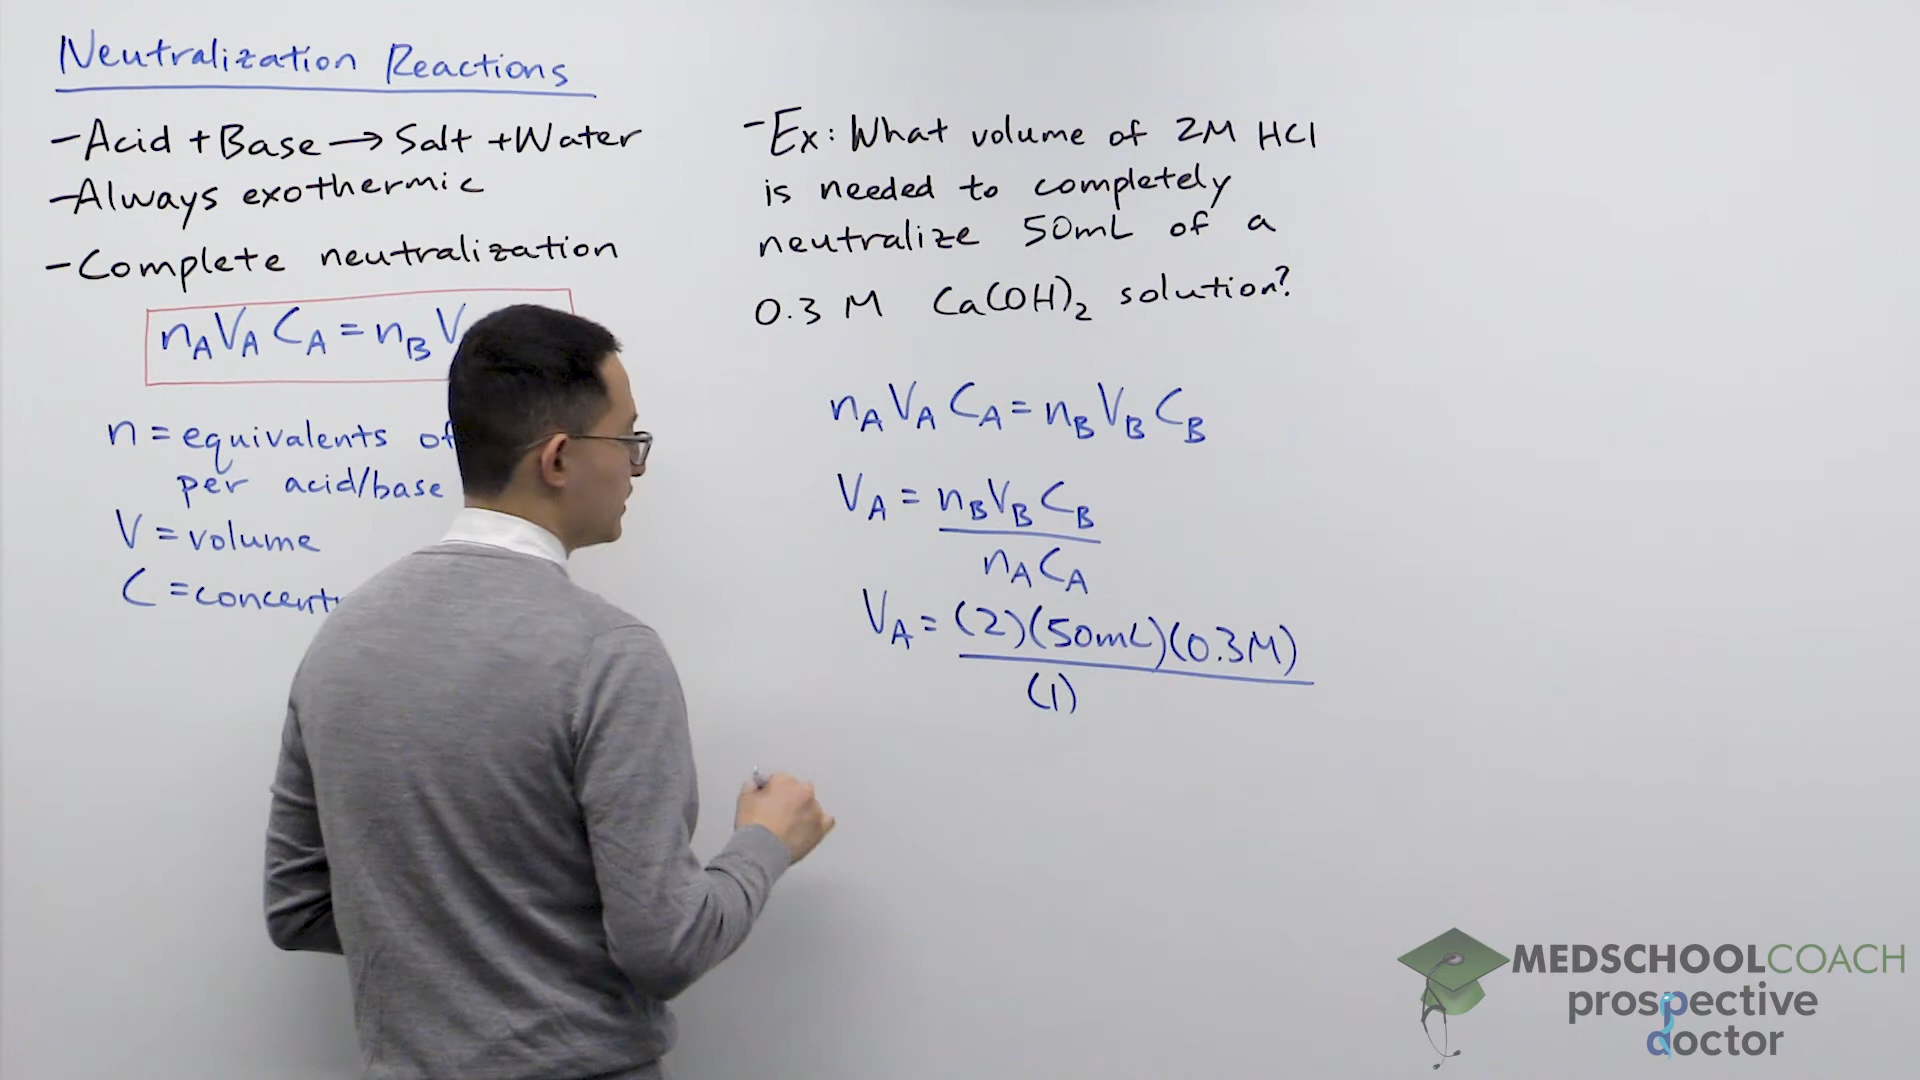 Neutralization Reactions
-Acid + Base → Salt + Water
-Always exothermic
-Complete neutralization
nAVACA = nBV
n = equivalents of
per acid/base
V = volume
C = concentr
-Ex: What volume of 2M HCl
is needed to completely
neutralize 50mL of a
0.3 M Ca(OH)₂ solution?
nAVACA = nBVBCB
VA = nBVBCB
nACA
VA = (2)(50mL)(0.3M)
(1)
MEDSCHOOLCOACH
prospective
doctor